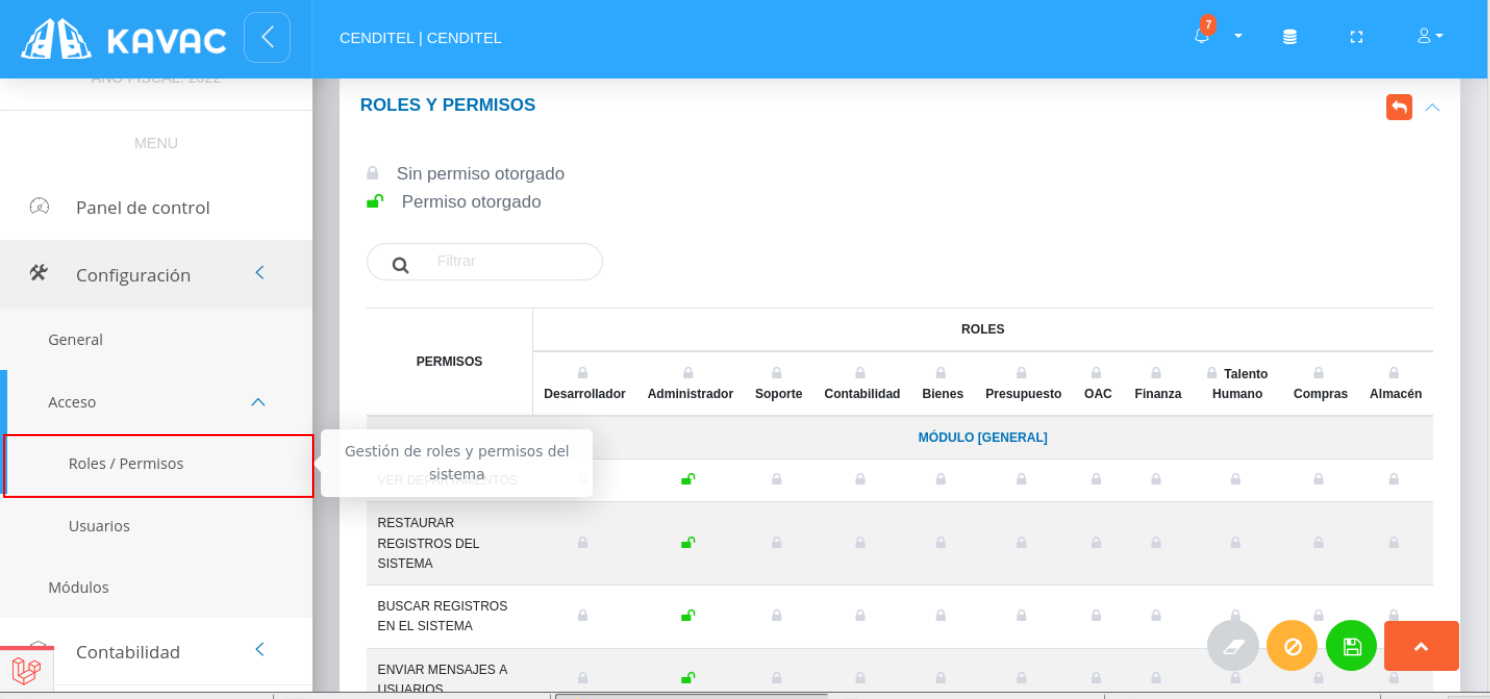 KAVAC
CENDITEL | CENDITEL
7
AÑO FISCAL: 2022
MENU
Panel de control
Configuración
General
Acceso
Roles / Permisos
Usuarios
Módulos
Contabilidad
ROLES Y PERMISOS
Sin permiso otorgado
Permiso otorgado
Filtrar
PERMISOS
ROLES
Desarrollador
Administrador
Soporte
Contabilidad
Bienes
Presupuesto
OAC
Finanza
Talento
Humano
Compras
Almacén
MÓDULO [GENERAL]
Gestión de roles y permisos del
sistema
VER DEPARTAMENTOS
RESTAURAR
REGISTROS DEL
SISTEMA
BUSCAR REGISTROS
EN EL SISTEMA
ENVIAR MENSAJES A
USUARIOS